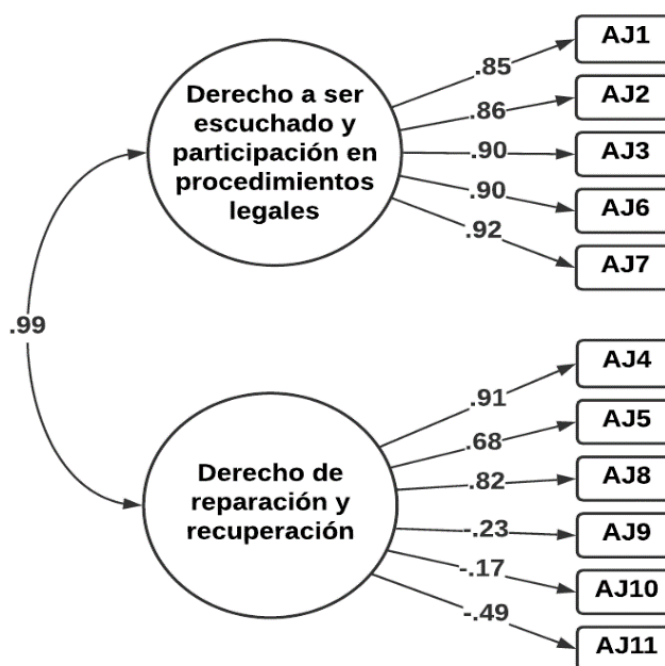 AJ1
.85
Derecho a ser
escuchado y
participación en
procedimientos
legales
.86
AJ2
.90
AJ3
.90
AJ6
.92
AJ7
.99
AJ4
.91
.68
AJ5
.82
AJ8
Derecho de
reparación y
recuperación
-.23
AJ9
-.17
AJ10
-.49
AJ11